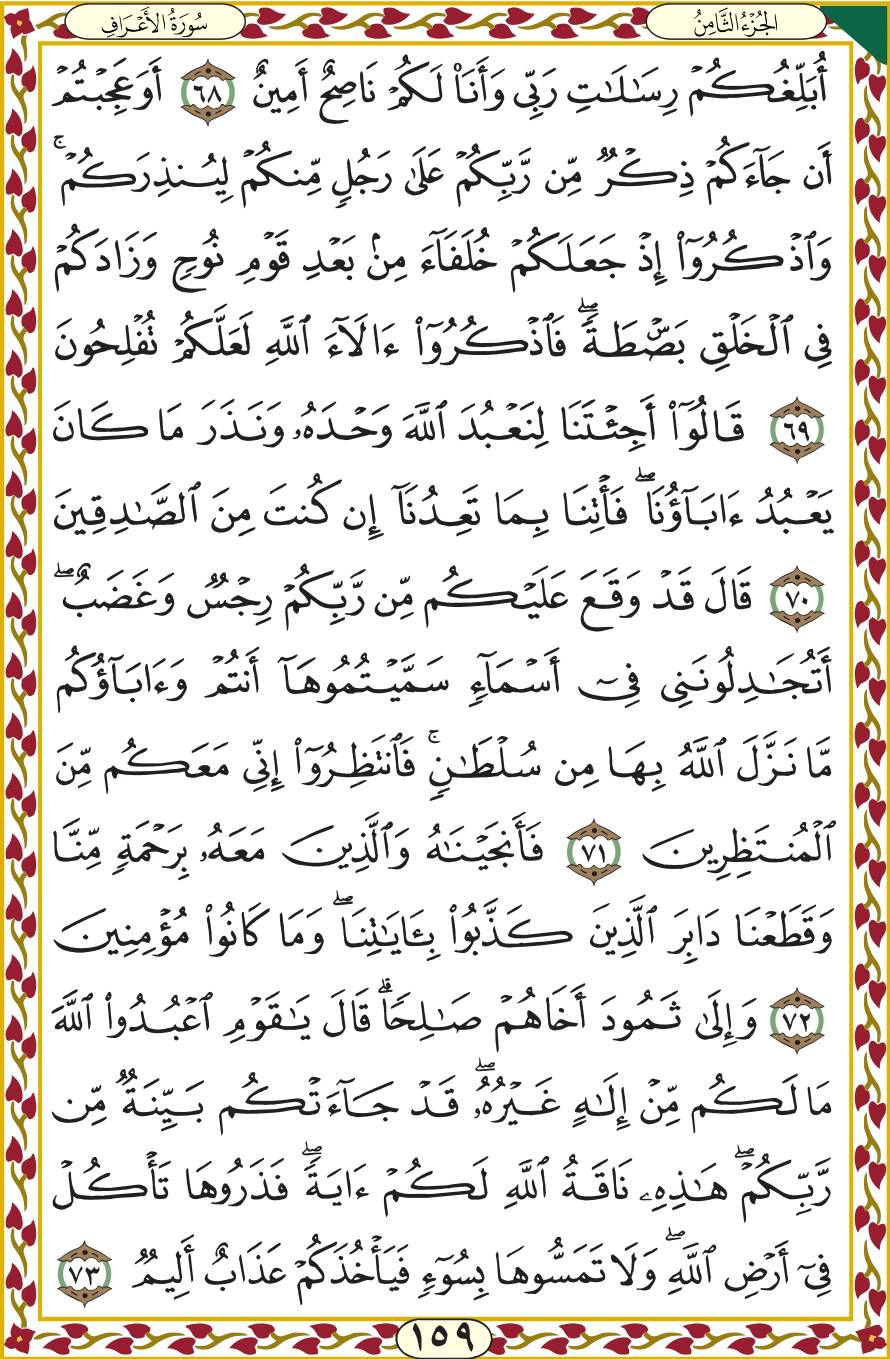 الجُزْءُ الثَّامِنُ
سُورَةُ الأَعْرَافِ
أُبَلِّغُكُمْ رِسَٰلَٰتِ رَبِّى وَأَنَا۠ لَكُمْ نَاصِحٌ أَمِينٌ ٦٨ أَوَعَجِبْتُمْ
أَن جَآءَكُمْ ذِكْرٌ مِّن رَّبِّكُمْ عَلَىٰ رَجُلٍ مِّنكُمْ لِيُنذِرَكُمْ ۚ
وَٱذْكُرُوٓا۟ إِذْ جَعَلَكُمْ خُلَفَآءَ مِنۢ بَعْدِ قَوْمِ نُوحٍ وَزَادَكُمْ
فِى ٱلْخَلْقِ بَصْۜطَةً ۖ فَٱذْكُرُوٓا۟ ءَالَآءَ ٱللَّهِ لَعَلَّكُمْ تُفْلِحُونَ
٦٩ قَالُوٓا۟ أَجِئْتَنَا لِنَعْبُدَ ٱللَّهَ وَحْدَهُۥ وَنَذَرَ مَا كَانَ
يَعْبُدُ ءَابَآؤُنَا ۖ فَأْتِنَا بِمَا تَعِدُنَآ إِن كُنتَ مِنَ ٱلصَّٰدِقِينَ
٧٠ قَالَ قَدْ وَقَعَ عَلَيْكُم مِّن رَّبِّكُمْ رِجْسٌ وَغَضَبٌ ۖ
أَتُجَٰدِلُونَنِى فِىٓ أَسْمَآءٍ سَمَّيْتُمُوهَآ أَنتُمْ وَءَابَآؤُكُم
مَّا نَزَّلَ ٱللَّهُ بِهَا مِن سُلْطَٰنٍ ۚ فَٱنتَظِرُوٓا۟ إِنِّى مَعَكُم مِّنَ
ٱلْمُنتَظِرِينَ ٧١ فَأَنجَيْنَٰهُ وَٱلَّذِينَ مَعَهُۥ بِرَحْمَةٍ مِّنَّا
وَقَطَعْنَا دَابِرَ ٱلَّذِينَ كَذَّبُوا۟ بِـَٔايَٰتِنَا ۖ وَمَا كَانُوا۟ مُؤْمِنِينَ
٧٢ وَإِلَىٰ ثَمُودَ أَخَاهُمْ صَٰلِحًا ۗ قَالَ يَٰقَوْمِ ٱعْبُدُوا۟ ٱللَّهَ
مَا لَكُم مِّنْ إِلَٰهٍ غَيْرُهُۥ ۖ قَدْ جَآءَتْكُم بَيِّنَةٌ مِّن
رَّبِّكُمْ ۖ هَٰذِهِۦ نَاقَةُ ٱللَّهِ لَكُمْ ءَايَةً ۖ فَذَرُوهَا تَأْكُلْ
فِىٓ أَرْضِ ٱللَّهِ ۖ وَلَا تَمَسُّوهَا بِسُوٓءٍ فَيَأْخُذَكُمْ عَذَابٌ أَلِيمٌ ٧٣
١٥٩